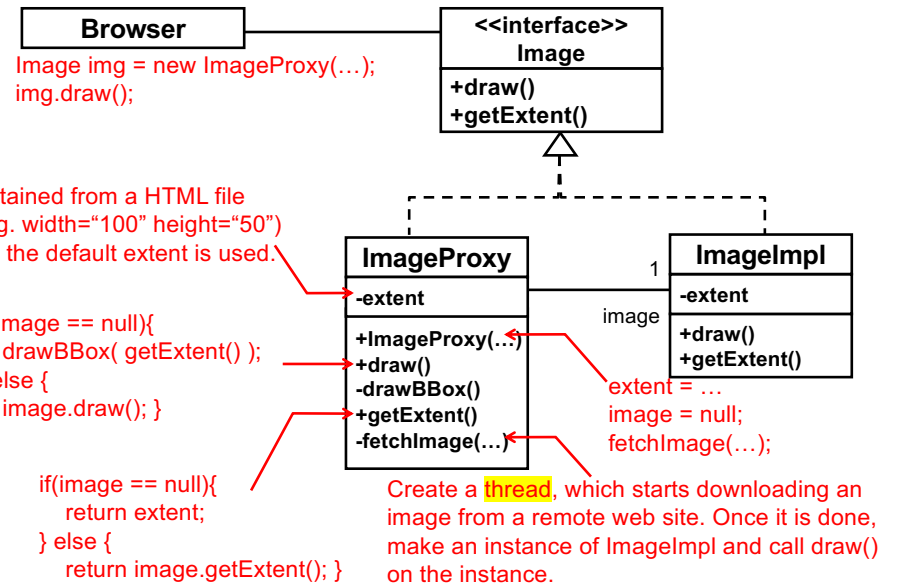 Browser
Image img = new ImageProxy(…);
img.draw();
<<interface>>
Image
+draw()
+getExtent()
tained from a HTML file
g. width=“100” height=“50”)
the default extent is used.
ImageProxy
-extent
+ImageProxy(…)
+draw()
-drawBBox()
+getExtent()
-fetchImage(…)
1
image
ImageImpl
-extent
+draw()
+getExtent()
mage == null){
drawBBox( getExtent() );
else {
image.draw(); }
extent = …
image = null;
fetchImage(…);
if(image == null){
return extent;
} else {
return image.getExtent(); }
Create a thread, which starts downloading an
image from a remote web site. Once it is done,
make an instance of ImageImpl and call draw()
on the instance.